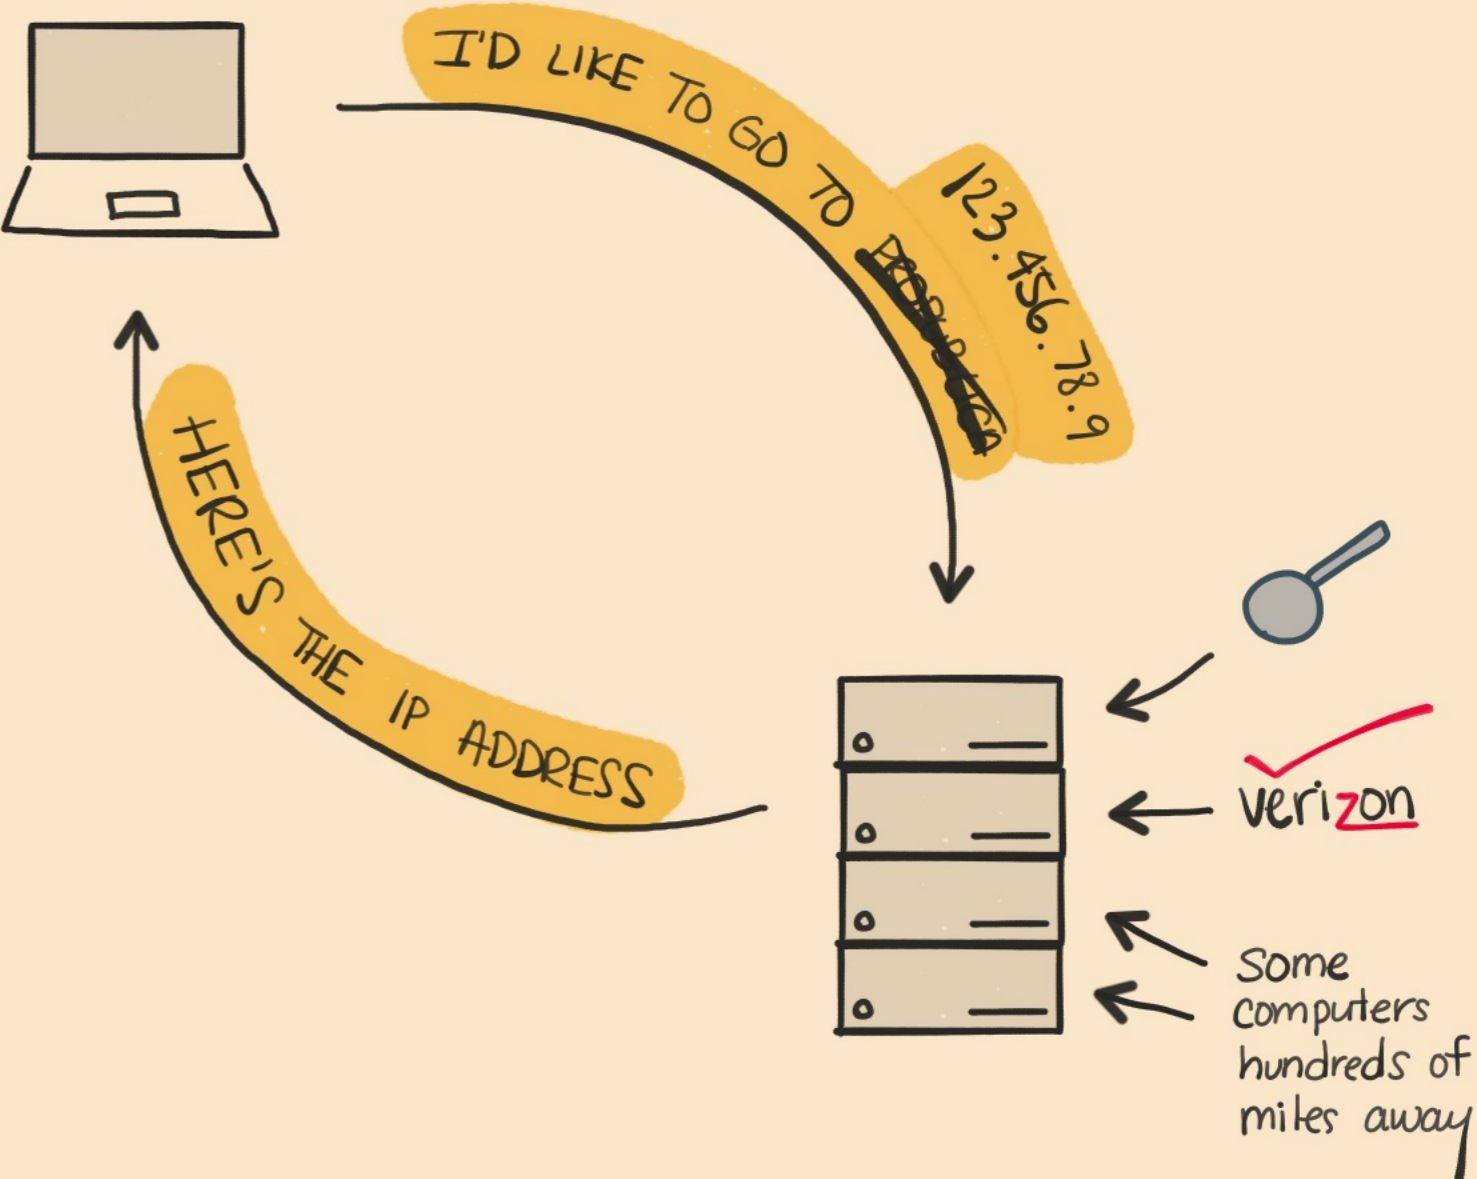 I'D LIKE TO GO TO
123.456.78.9
HERE'S THE IP ADDRESS
verizon
some
computers
hundreds of
miles away